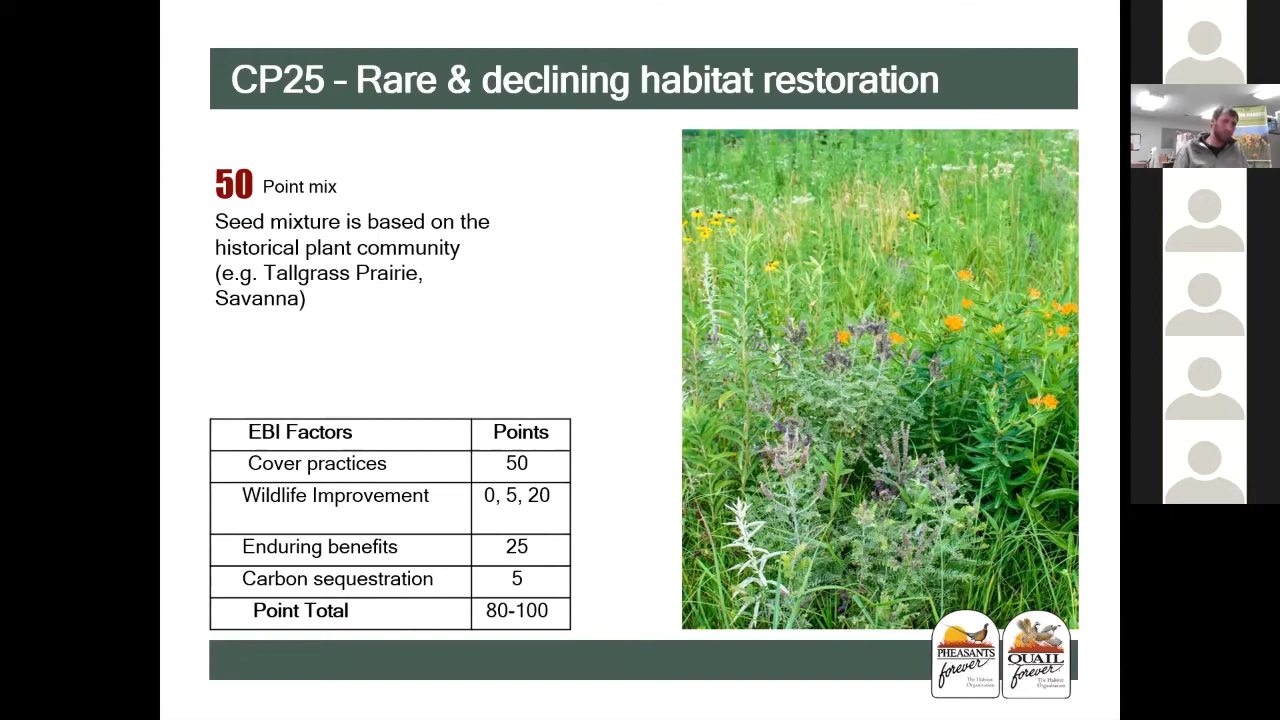 CP25 – Rare & declining habitat restoration
50 Point mix
Seed mixture is based on the
historical plant community
(e.g. Tallgrass Prairie,
Savanna)
EBI Factors Points
Cover practices 50
Wildlife Improvement 0, 5, 20
Enduring benefits 25
Carbon sequestration 5
Point Total 80-100
PHEASANTS
forever
The Habitat
Organization
QUAIL
forever
The Habitat
Organization